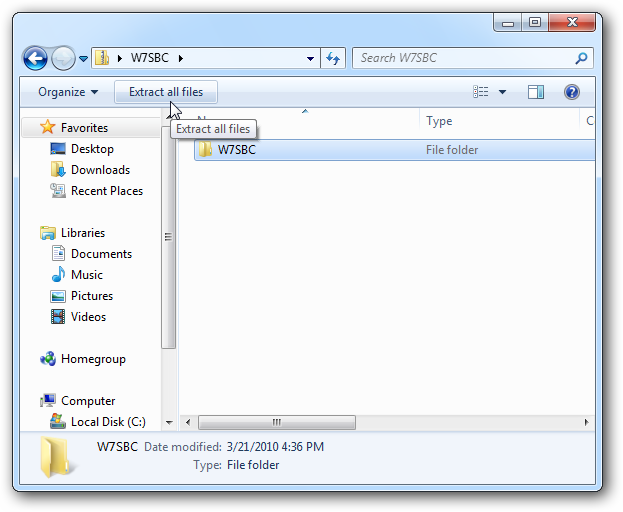 W7SBC
Search W7SBC
Organize
Extract all files
Type
C
Extract all files
Favorites
Desktop
Downloads
Recent Places
Libraries
Documents
Music
Pictures
Videos
Homegroup
Computer
Local Disk (C:)
W7SBC File folder
W7SBC Date modified: 3/21/2010 4:36 PM
Type: File folder